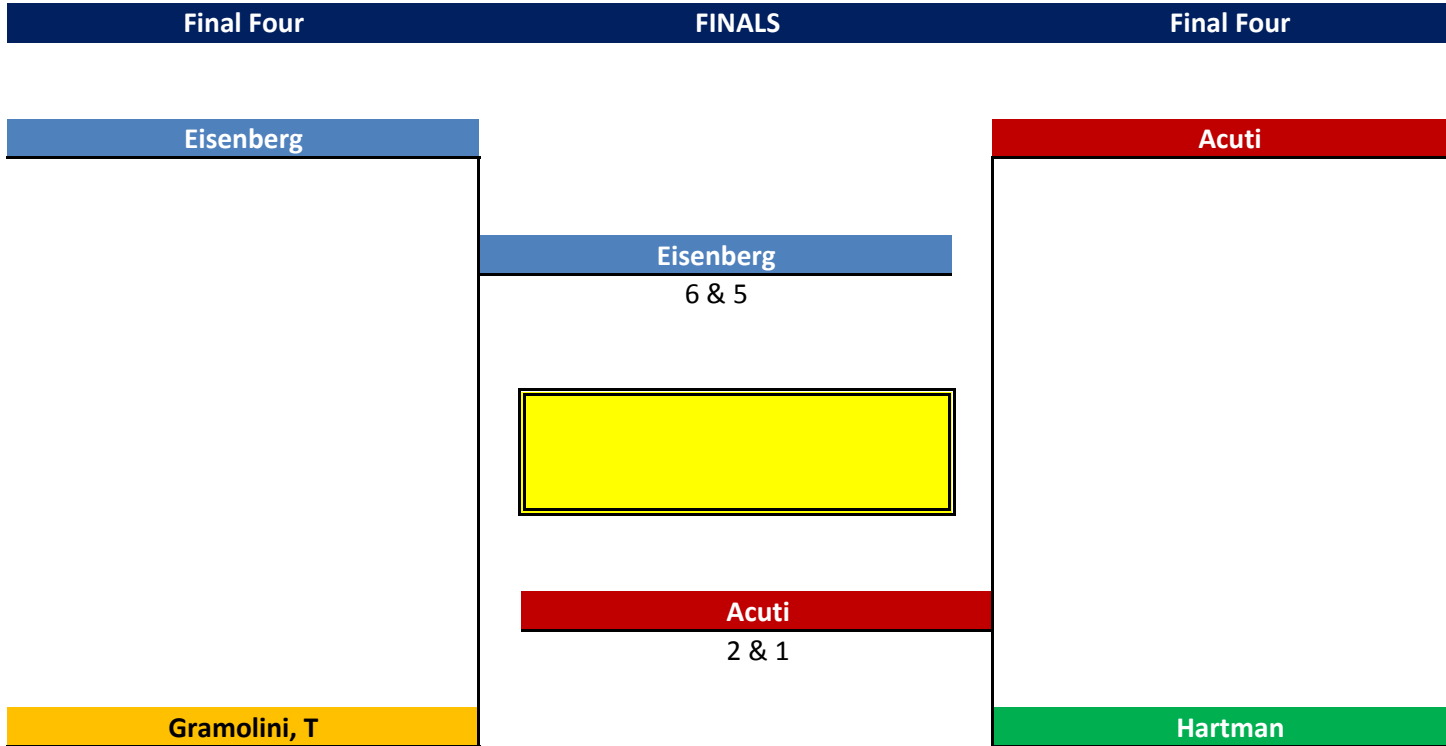 Final Four FINALS Final Four
Eisenberg Acuti
Eisenberg
6 & 5
Acuti
2 & 1
Gramolini, T Hartman